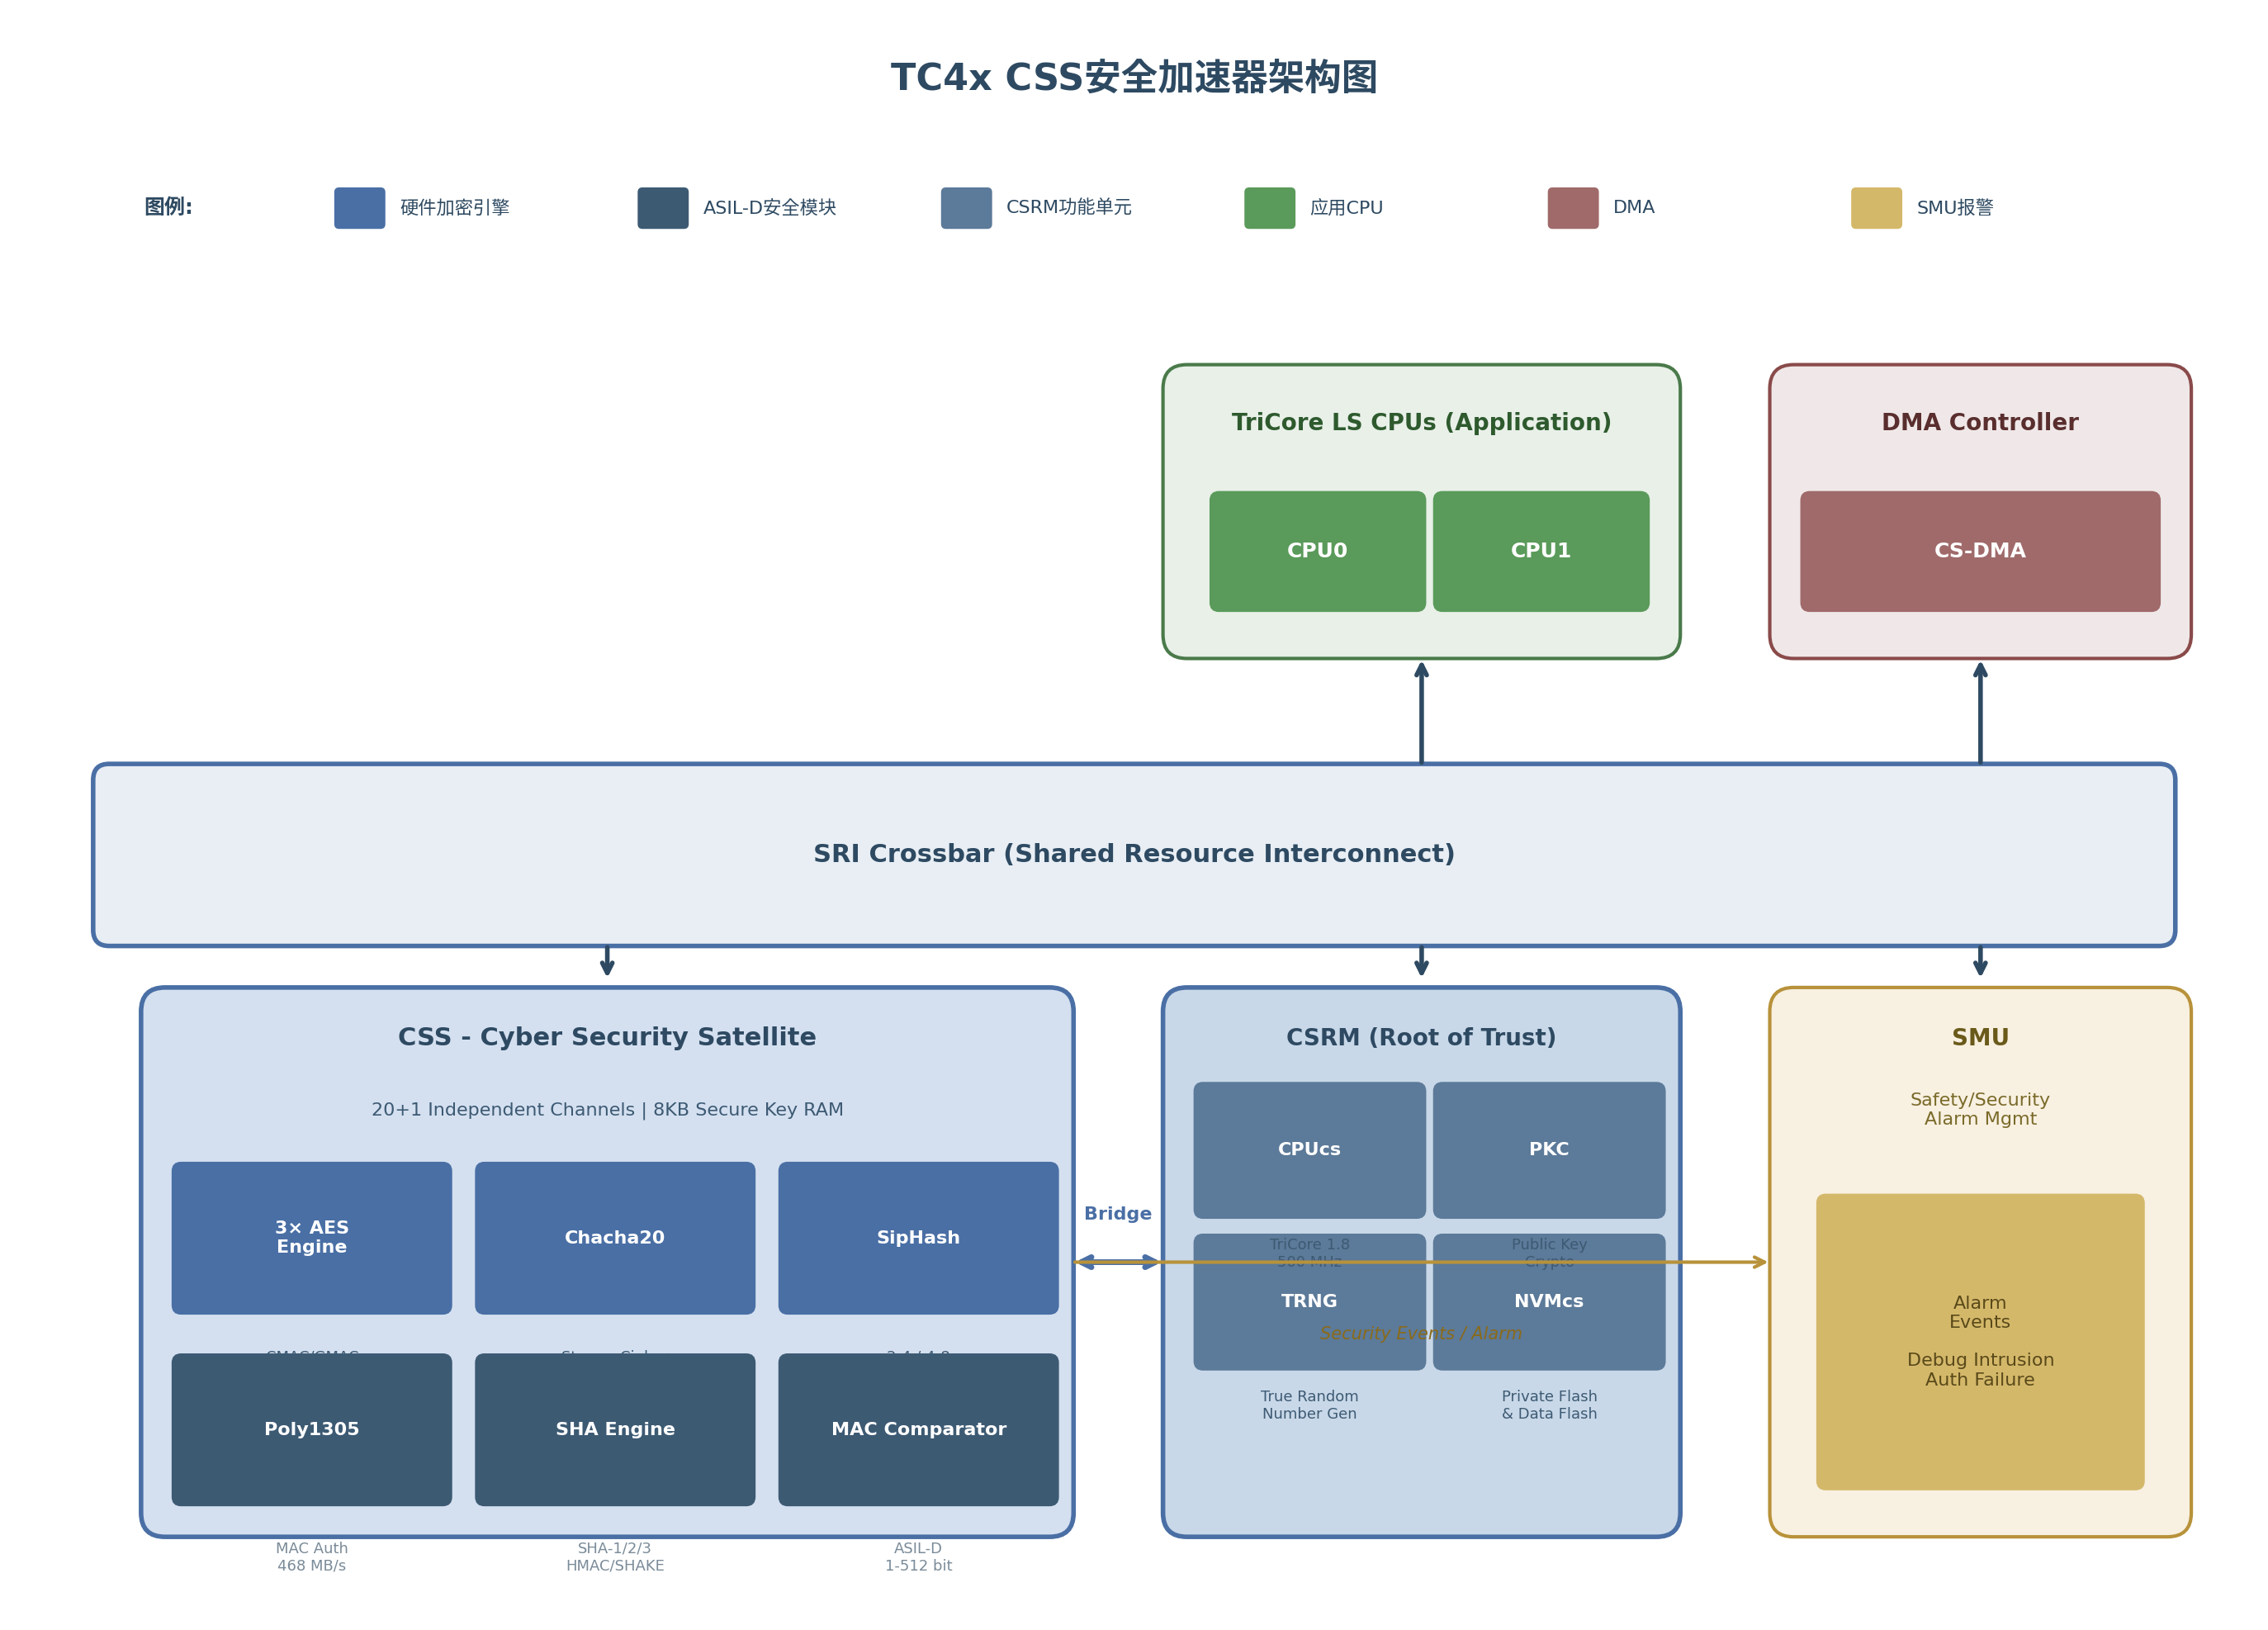 TC4x CSS安全加速器架构图
图例:
硬件加密引擎
ASIL-D安全模块
CSRM功能单元
应用CPU
DMA
SMU报警
TriCore LS CPUs (Application)
CPU0
CPU1
DMA Controller
CS-DMA
SRI Crossbar (Shared Resource Interconnect)
CSS - Cyber Security Satellite
20+1 Independent Channels | 8KB Secure Key RAM
3× AES
Engine
Chacha20
SipHash
Poly1305
SHA Engine
MAC Comparator
MAC Auth
468 MB/s
SHA-1/2/3
HMAC/SHAKE
ASIL-D
1-512 bit
Bridge
CSRM (Root of Trust)
CPUcs
PKC
TriCore 1.8
500 MHz
Public Key
Crypto
TRNG
NVMcs
Security Events / Alarm
True Random
Number Gen
Private Flash
& Data Flash
SMU
Safety/Security
Alarm Mgmt
Alarm
Events
Debug Intrusion
Auth Failure